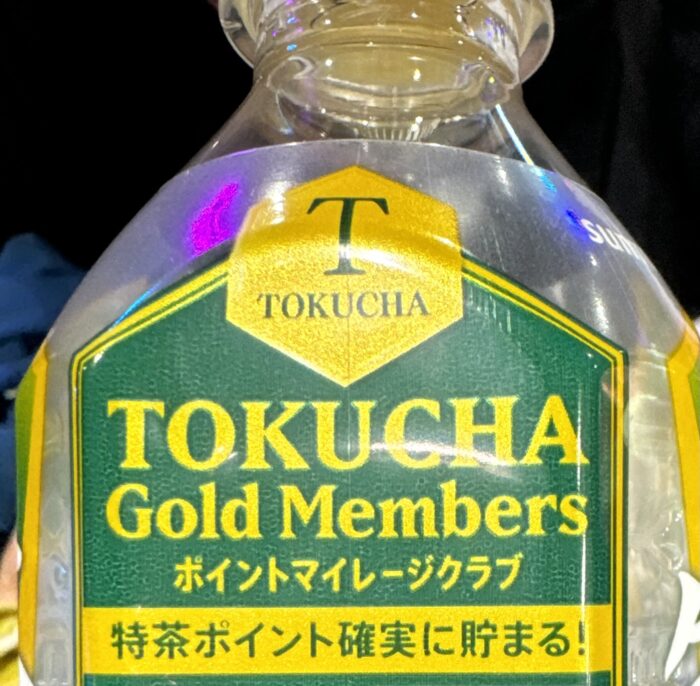 T
TOKUCHA
TOKUCHA
Gold Members
ポイントマイレージクラブ
特茶ポイント確実に貯まる!